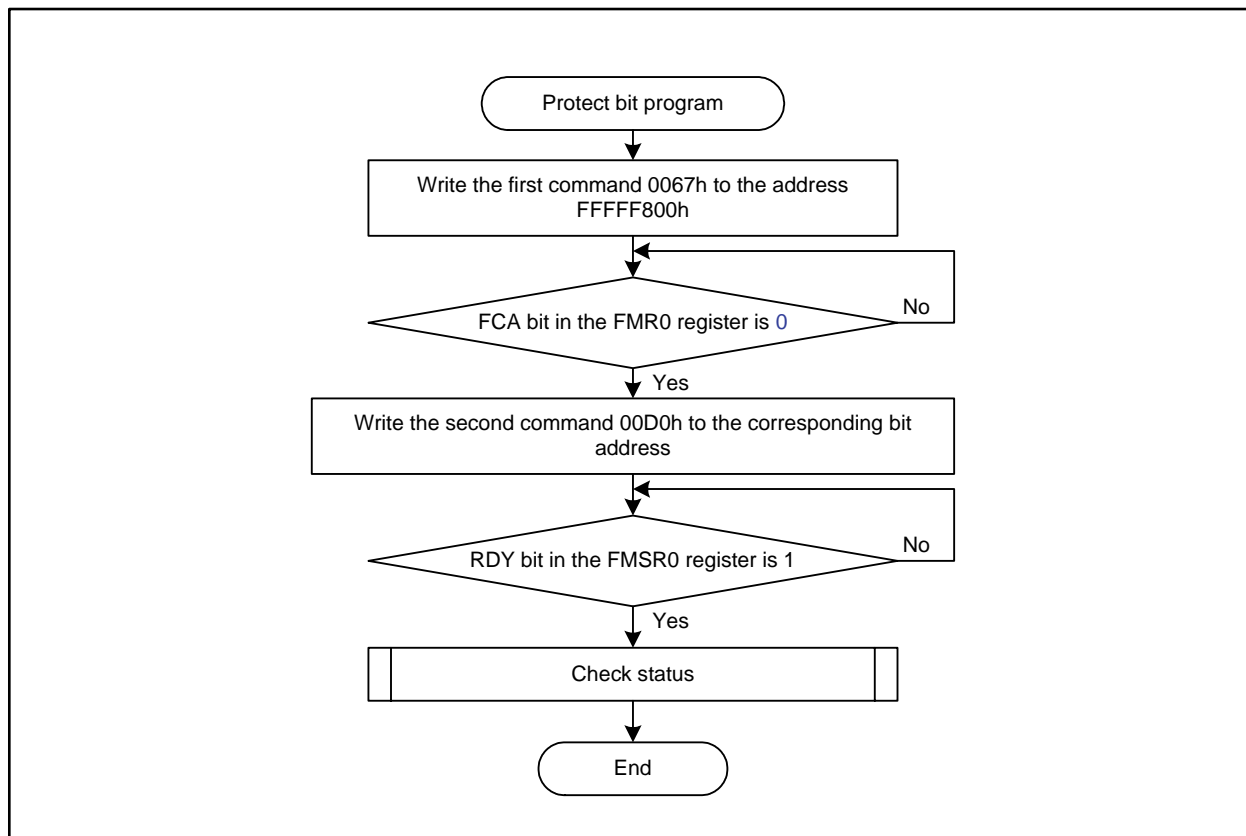 Protect bit program
Write the first command 0067h to the address
FFFFF800h
No
FCA bit in the FMR0 register is 0
Yes
Write the second command 00D0h to the corresponding bit
address
No
RDY bit in the FMSR0 register is 1
Yes
Check status
End